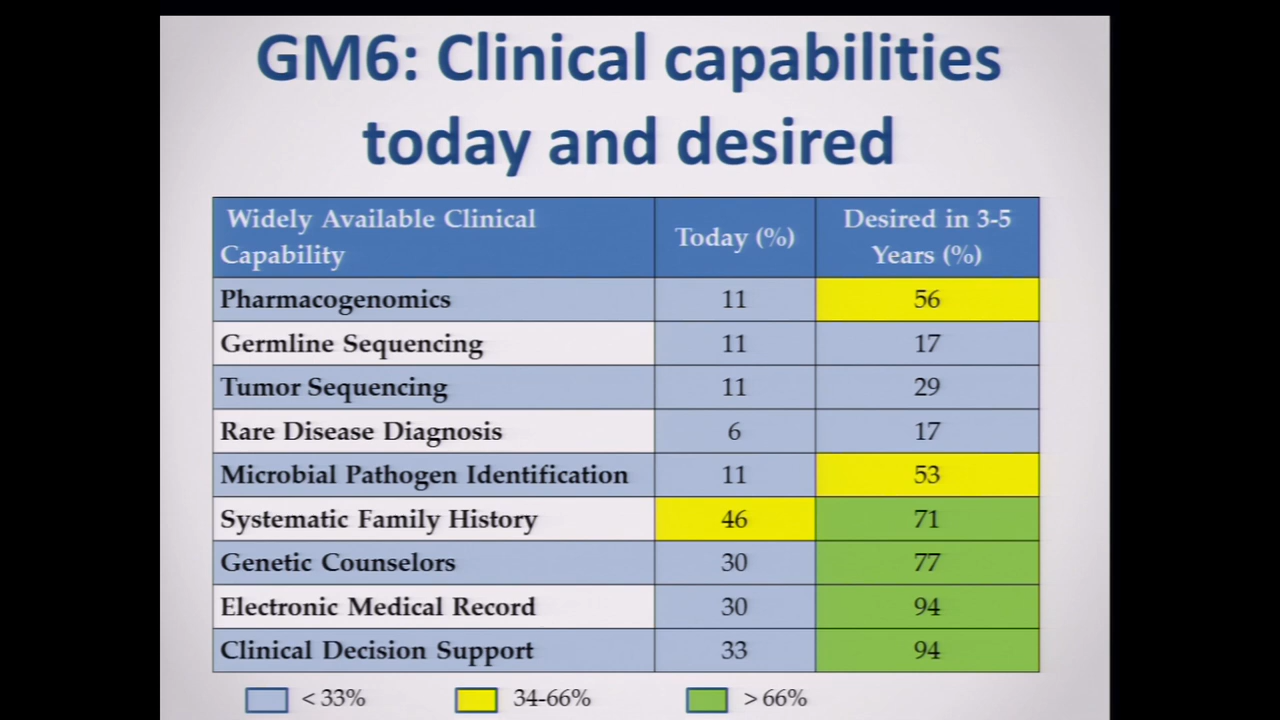 GM6: Clinical capabilities
today and desired
Widely Available Clinical Capability Today (%) Desired in 3-5 Years (%)
Pharmacogenomics 11 56
Germline Sequencing 11 17
Tumor Sequencing 11 29
Rare Disease Diagnosis 6 17
Microbial Pathogen Identification 11 53
Systematic Family History 46 71
Genetic Counselors 30 77
Electronic Medical Record 30 94
Clinical Decision Support 33 94
< 33% 34-66% > 66%